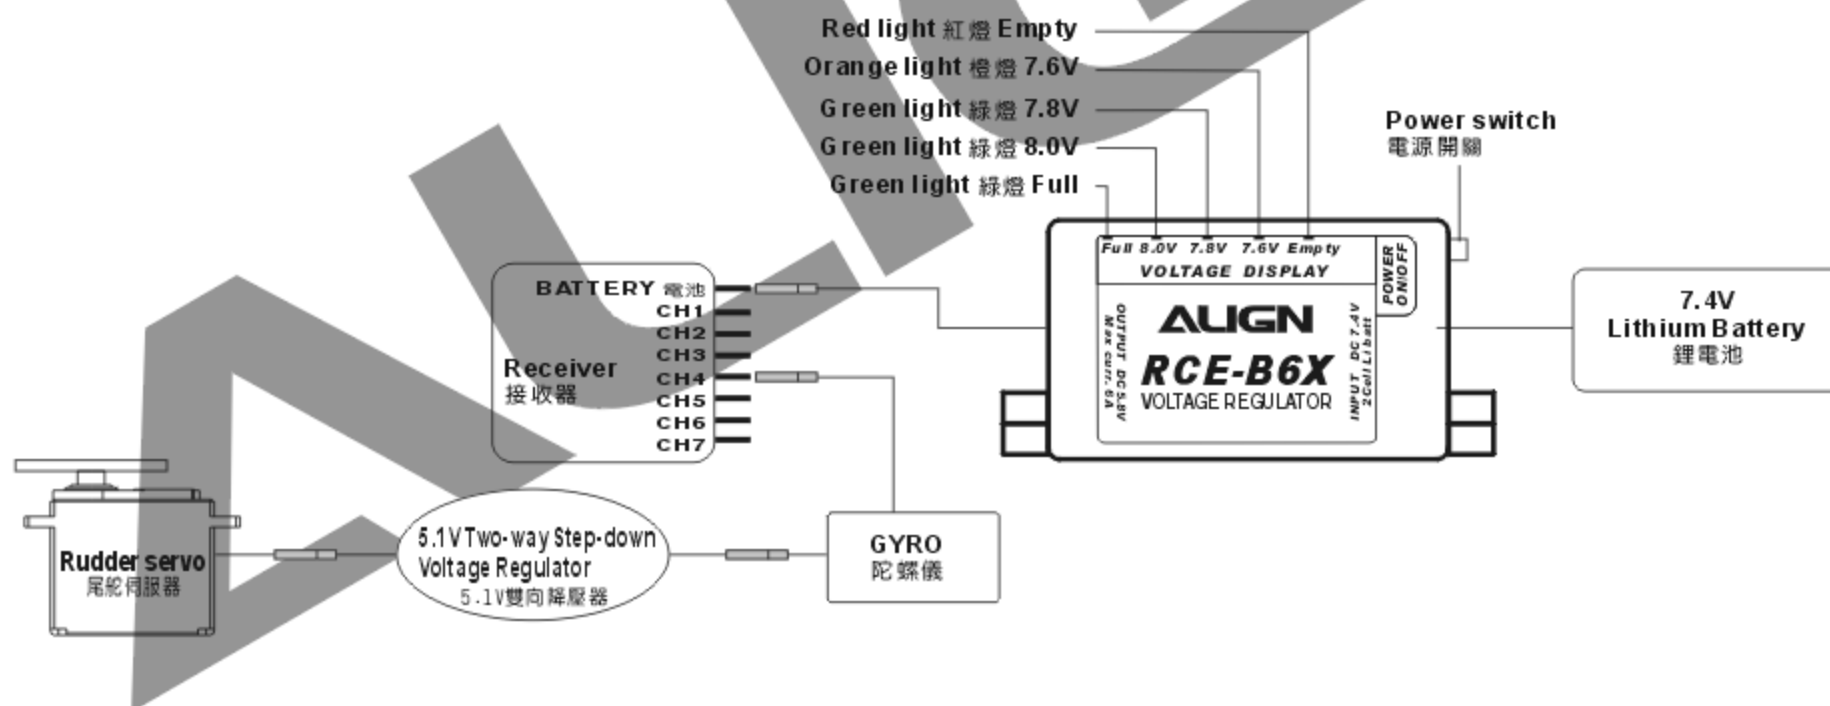 Red light 紅燈 Empty
Orange light 橙燈 7.6V
Green light 綠燈 7.8V
Green light 綠燈 8.0V
Green light 綠燈 Full
Power switch
電源開關
Full 8.0V 7.8V 7.6V Empty
VOLTAGE DISPLAY
POWER
ON/OFF
ALIGN
RCE-B6X
VOLTAGE REGULATOR
OUTPUT DC5.8V
Max curr. 6A
INPUT DC 7.4V
2Cell Li batt
7.4V
Lithium Battery
鋰電池
BATTERY 電池
CH1
CH2
CH3
CH4
CH5
CH6
CH7
Receiver
接收器
Rudder servo
尾舵伺服器
5.1V Two-way Step-down
Voltage Regulator
5.1V雙向降壓器
GYRO
陀螺儀